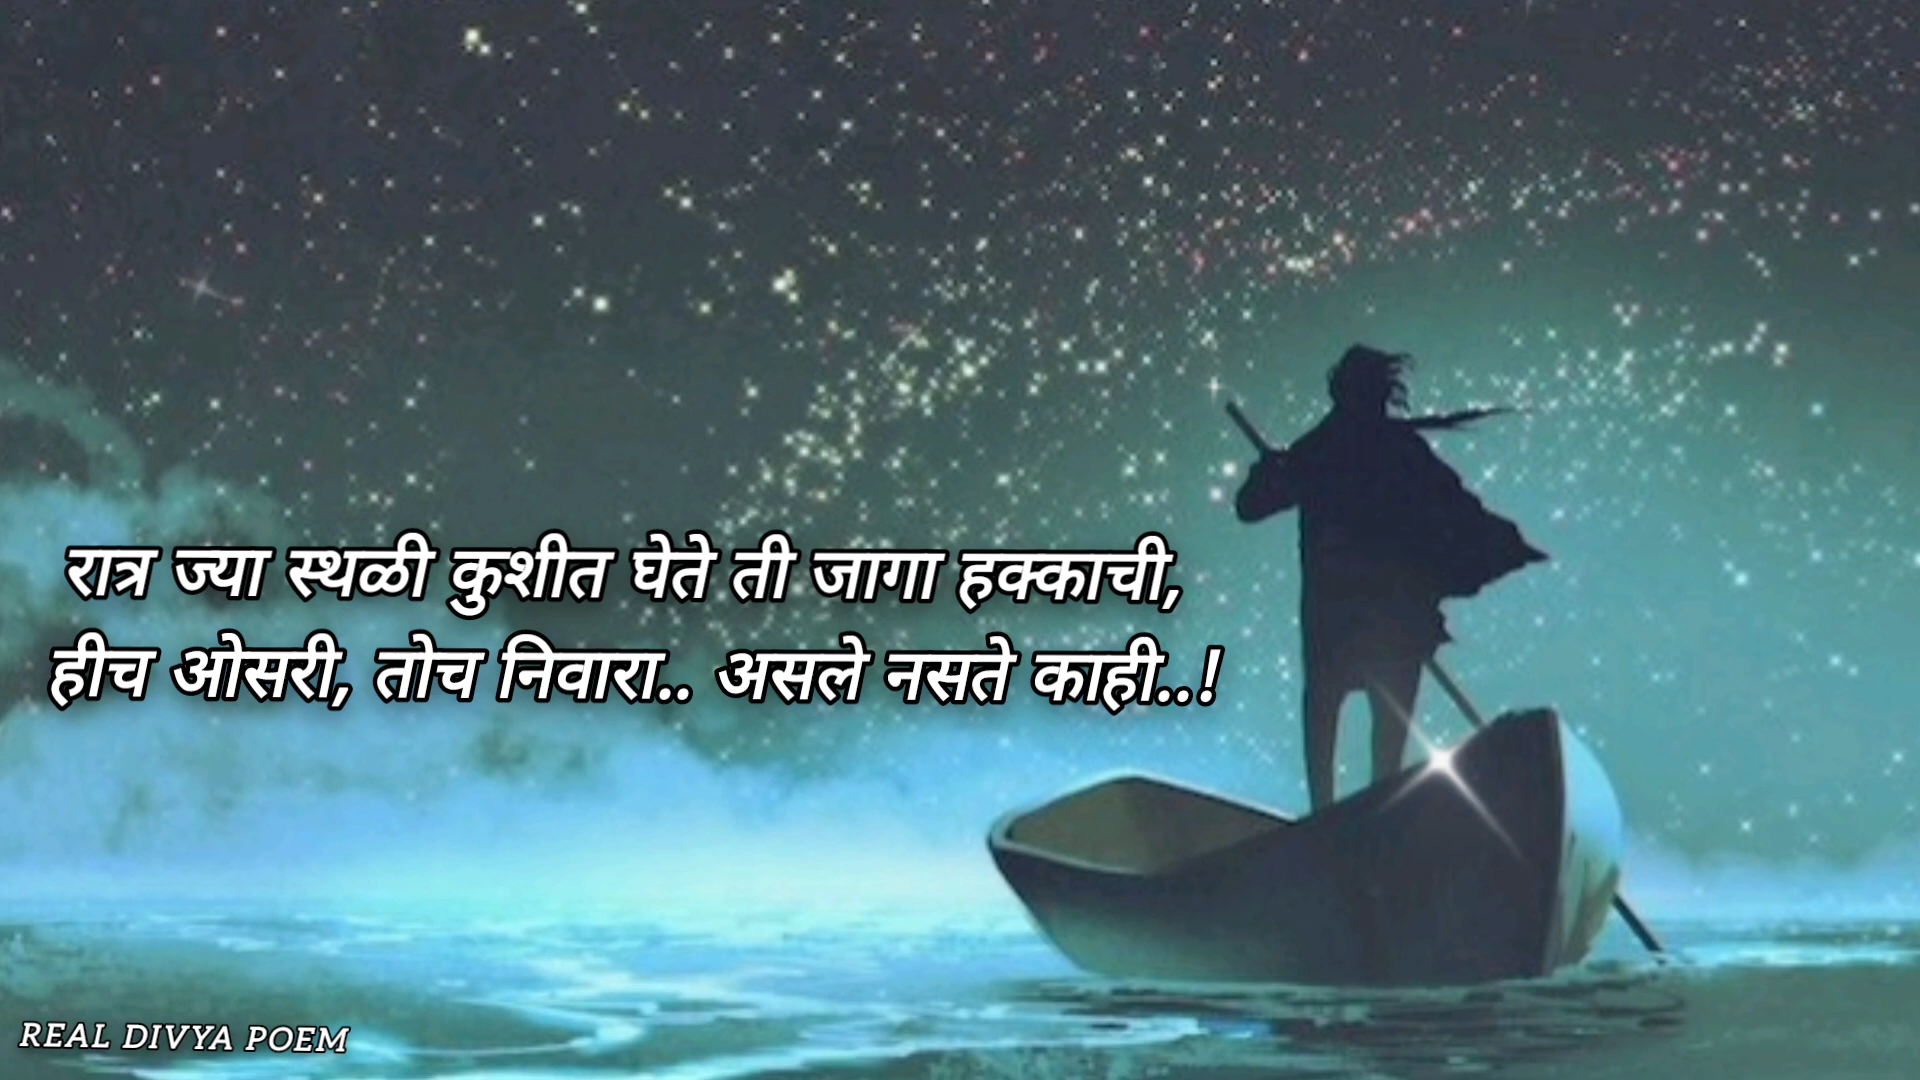 रात्र ज्या स्थळी कुशीत घेते ती जागा हक्काची,
हीच ओसरी, तोच निवारा.. असले नसते काही..!
REAL DIVYA POEM